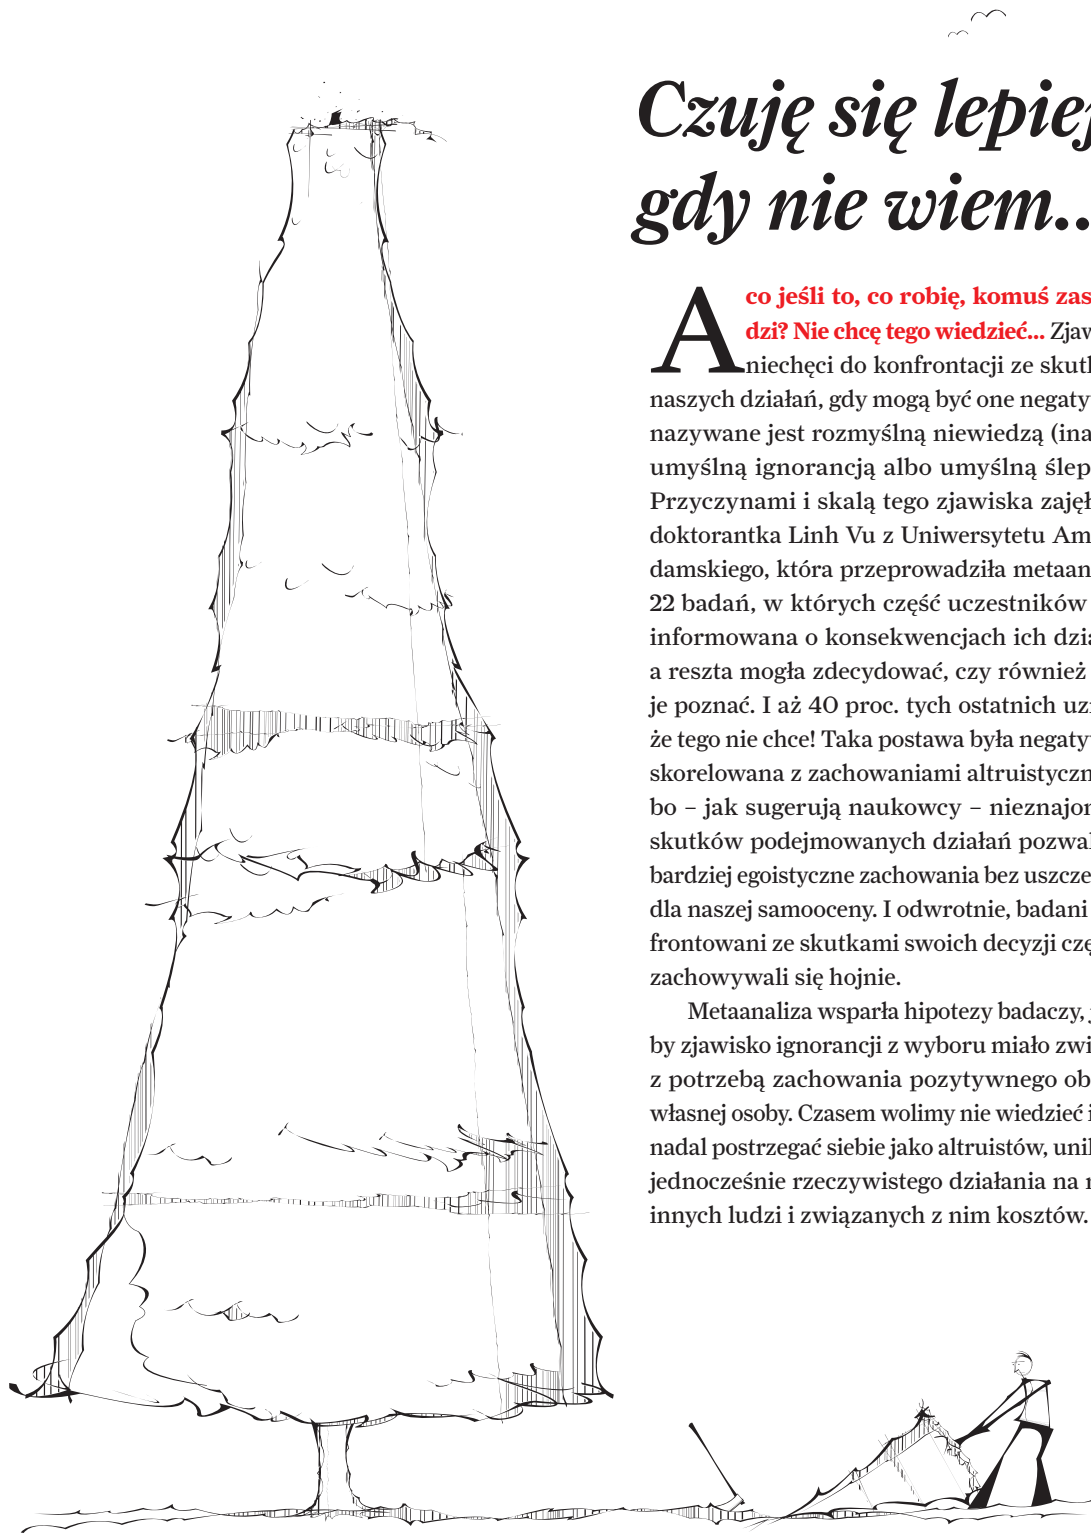 Czuję się lepiej
gdy nie wiem..
A co jeśli to, co robię, komuś zas
dzi? Nie chcę tego wiedzieć... Zjaw
niechęci do konfrontacji ze skut
naszych działań, gdy mogą być one negaty
nazywane jest rozmyślną niewiedzą (ina
umyślną ignorancją albo umyślną ślep
Przyczynami i skalą tego zjawiska zajęł
doktorantka Linh Vu z Uniwersytetu Am
damskiego, która przeprowadziła metaan
22 badań, w których część uczestników
informowana o konsekwencjach ich dzia
a reszta mogła zdecydować, czy również
je poznać. I aż 40 proc. tych ostatnich uz
że tego nie chce! Taka postawa była negaty
skorelowana z zachowaniami altruistyczn
bo – jak sugerują naukowcy – nieznajom
skutków podejmowanych działań pozwal
bardziej egoistyczne zachowania bez uszcze
dla naszej samooceny. I odwrotnie, badani
frontowani ze skutkami swoich decyzji czę
zachowywali się hojnie.
Metaanaliza wsparła hipotezy badaczy, j
by zjawisko ignorancji z wyboru miało zwi
z potrzebą zachowania pozytywnego ob
własnej osoby. Czasem wolimy nie wiedzieć i
nadal postrzegać siebie jako altruistów, unik
jednocześnie rzeczywistego działania na r
innych ludzi i związanych z nim kosztów.